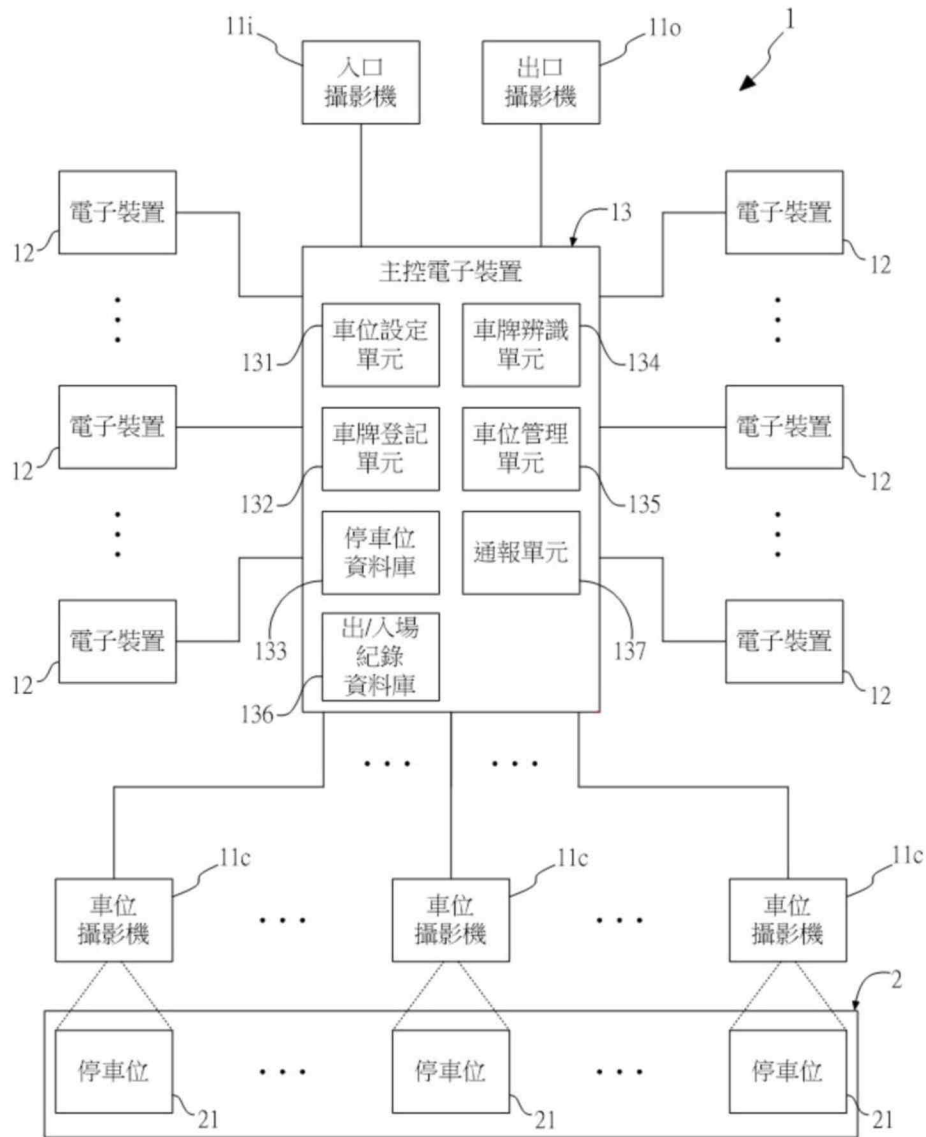 11i
11o
1
入口
攝影機
出口
攝影機
電子裝置
12
電子裝置
12
13
主控電子裝置
車位設定
單元
131
車牌辨識
單元
134
電子裝置
12
電子裝置
12
車牌登記
單元
132
車位管理
單元
135
停車位
資料庫
133
通報單元
137
電子裝置
12
電子裝置
12
出/入場
紀錄
資料庫
136
11c
11c
11c
車位
攝影機
車位
攝影機
車位
攝影機
2
停車位
21
停車位
21
停車位
21